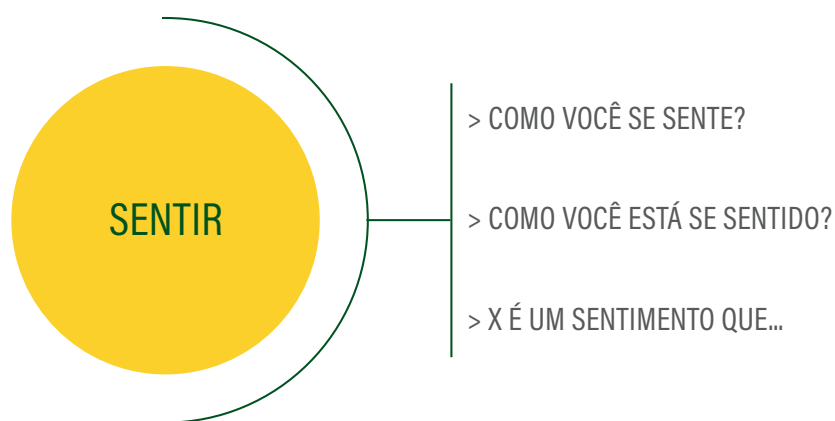 SENTIR
> COMO VOCÊ SE SENTE?
> COMO VOCÊ ESTÁ SE SENTIDO?
> X É UM SENTIMENTO QUE...